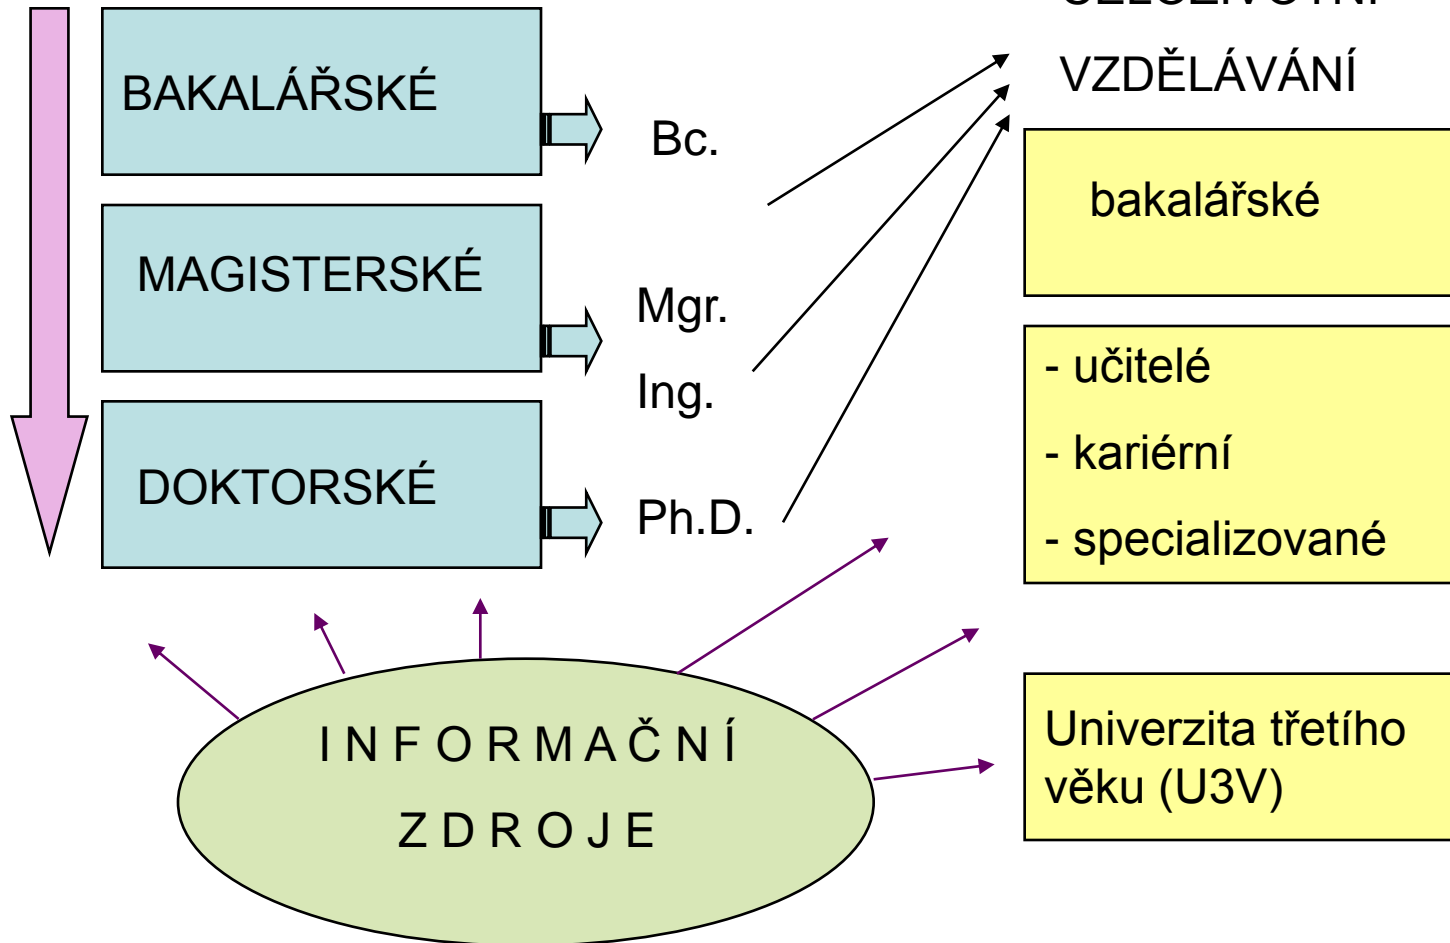 VZDĚLÁVÁNÍ
BAKALÁŘSKÉ
Bc.
bakalářské
MAGISTERSKÉ
Mgr.
Ing.
- učitelé
- kariérní
- specializované
DOKTORSKÉ
Ph.D.
I N F O R M A Č N Í
Z D R O J E
Univerzita třetího
věku (U3V)